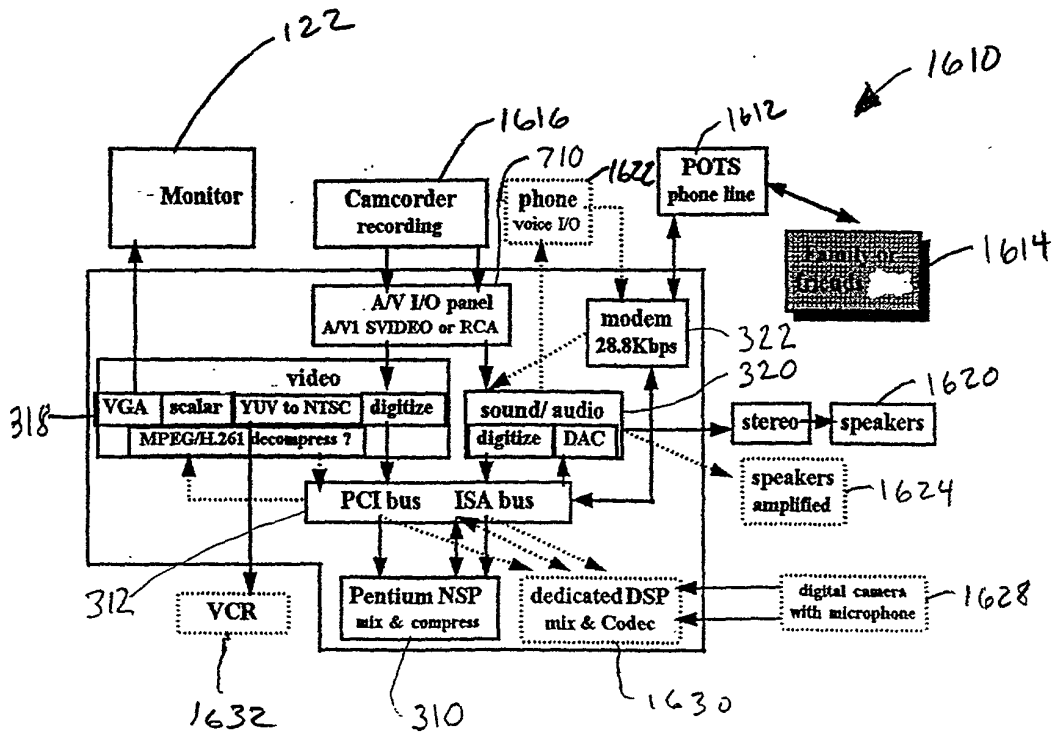 122
1610
1616
1612
710
1622
POTS
phone line
Monitor
Camcorder
recording
phone
voice I/O
Family or
friends
1614
A/V I/O panel
A/V1 SVIDEO or RCA
modem
28.8Kbps
322
video
320
318
VGA
scalar
YUV to NTSC
digitize
sound/ audio
stereo
speakers
1620
MPEG/H.261 decompress ?
digitize
DAC
PCI bus
ISA bus
speakers
amplified
1624
312
VCR
Pentium NSP
mix & compress
dedicated DSP
mix & Codec
digital camera
with microphone
1628
1632
310
1630